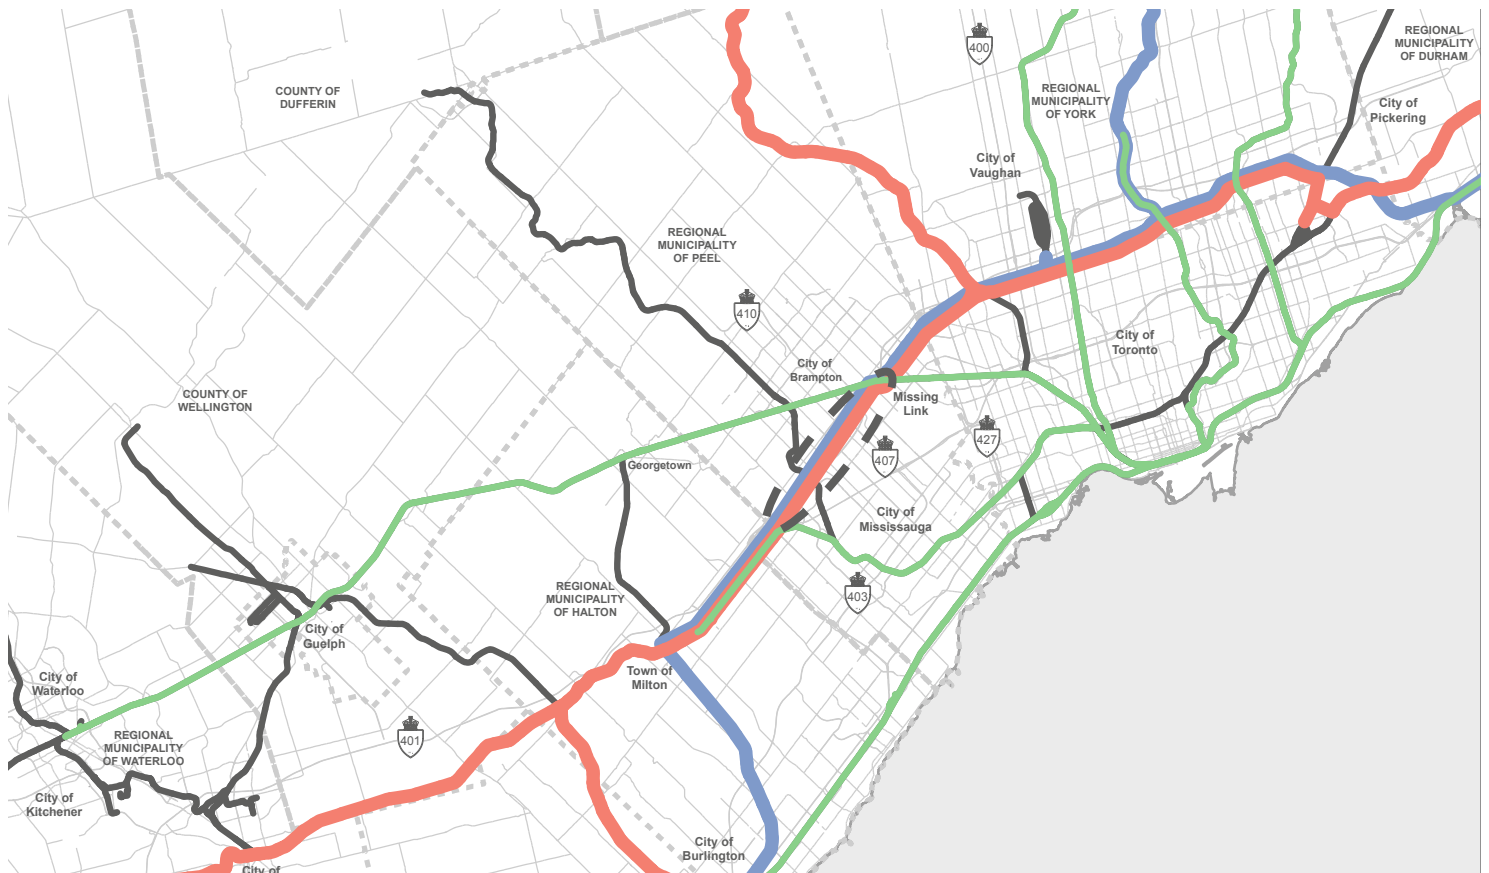 400
REGIONAL
MUNICIPALITY
OF DURHAM
COUNTY OF
DUFFERIN
REGIONAL
MUNICIPALITY
OF YORK
City of
Pickering
City of
Vaughan
REGIONAL
MUNICIPALITY
OF PEEL
410
City of
Toronto
City of
Brampton
COUNTY OF
WELLINGTON
Missing
Link
427
407
Georgetown
City of
Mississauga
403
REGIONAL
MUNICIPALITY
OF HALTON
City of
Guelph
City of
Waterloo
Town of
Milton
401
REGIONAL
MUNICIPALITY
OF WATERLOO
City of
Kitchener
City of
Burlington
City of